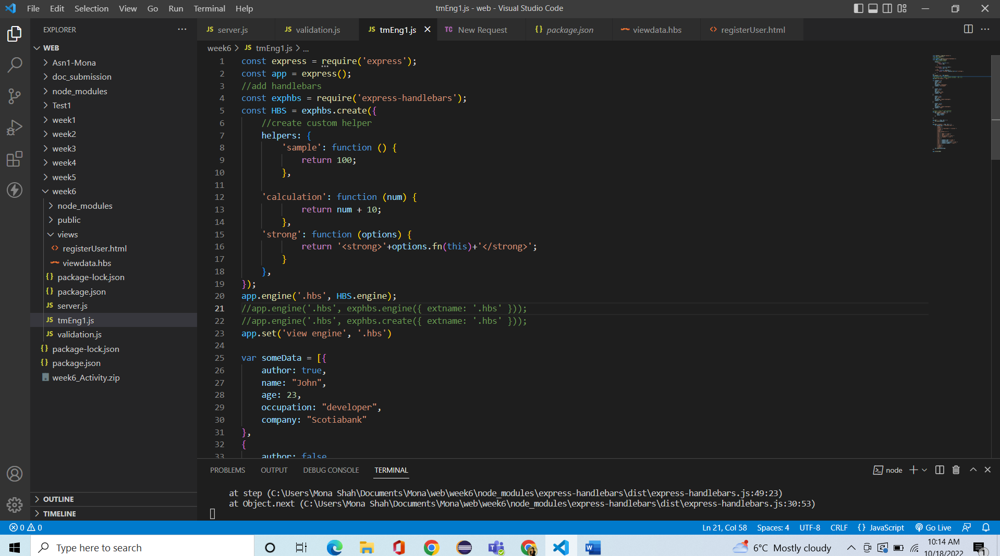 File Edit Selection View Go Run Terminal Help
tmEng1.js - web - Visual Studio Code
EXPLORER
server.js
validation.js
tmEng1.js
TC New Request
package.json
viewdata.hbs
registerUser.html
WEB
Asn1-Mona
doc_submission
node_modules
Test1
week1
week2
week3
week4
week5
week6
node_modules
public
views
registerUser.html
viewdata.hbs
package-lock.json
package.json
server.js
tmEng1.js
validation.js
package-lock.json
package.json
week6_Activity.zip
OUTLINE
TIMELINE
week6 > JS tmEng1.js > ...
1 const express = require('express');
2 const app = express();
3 //add handlebars
4 const exphbs = require('express-handlebars');
5 const HBS = exphbs.create({
6 //create custom helper
7 helpers: {
8 'sample': function () {
9 return 100;
10 },
11
12 'calculation': function (num) {
13 return num + 10;
14 },
15 'strong': function (options) {
16 return '<strong>'+options.fn(this)+'</strong>';
17 }
18 },
19 });
20 app.engine('.hbs', HBS.engine);
21 //app.engine('.hbs', exphbs.engine({ extname: '.hbs' }));
22 //app.engine('.hbs', exphbs.create({ extname: '.hbs' }));
23 app.set('view engine', '.hbs')
24
25 var someData = [{
26 author: true,
27 name: "John",
28 age: 23,
29 occupation: "developer",
30 company: "Scotiabank"
31 },
32 {
33 author: false
PROBLEMS OUTPUT DEBUG CONSOLE TERMINAL
node
at step (C:\Users\Mona Shah\Documents\Mona\web\week6\node_modules\express-handlebars\dist\express-handlebars.js:49:23)
at Object.next (C:\Users\Mona Shah\Documents\Mona\web\week6\node_modules\express-handlebars\dist\express-handlebars.js:30:53)
0 0
Ln 21, Col 58 Spaces: 4 UTF-8 CRLF {} JavaScript Go Live
Type here to search
6°C Mostly cloudy
10:14 AM
10/18/2022
1